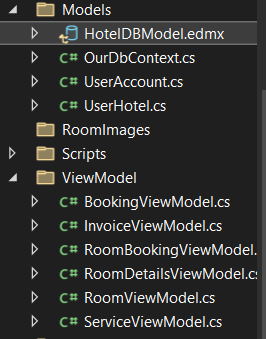 Models
HotelDBModel.edmx
C# OurDbContext.cs
C# UserAccount.cs
C# UserHotel.cs
RoomImages
Scripts
ViewModel
C# BookingViewModel.cs
C# InvoiceViewModel.cs
C# RoomBookingViewModel.
C# RoomDetailsViewModel.cs
C# RoomViewModel.cs
C# ServiceViewModel.cs